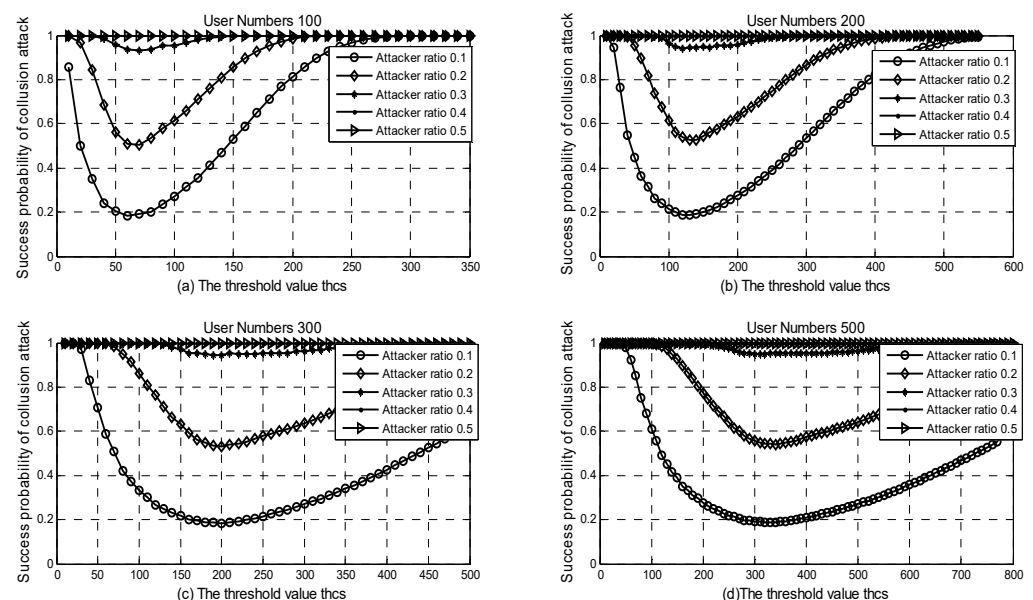 User Numbers 100
Success probability of collusion attack
1
0.8
0.6
0.4
0.2
0
0 50 100 150 200 250 300 350
Attacker ratio 0.1
Attacker ratio 0.2
Attacker ratio 0.3
Attacker ratio 0.4
Attacker ratio 0.5
(a) The threshold value thcs
User Numbers 200
Success probability of collusion attack
1
0.8
0.6
0.4
0.2
0
0 100 200 300 400 500 600
Attacker ratio 0.1
Attacker ratio 0.2
Attacker ratio 0.3
Attacker ratio 0.4
Attacker ratio 0.5
(b) The threshold value thcs
User Numbers 300
Success probability of collusion attack
1
0.8
0.6
0.4
0.2
0
0 50 100 150 200 250 300 350 400 450 500
Attacker ratio 0.1
Attacker ratio 0.2
Attacker ratio 0.3
Attacker ratio 0.4
Attacker ratio 0.5
(c) The threshold value thcs
User Numbers 500
Success probability of collusion attack
1
0.8
0.6
0.4
0.2
0
0 100 200 300 400 500 600 700 800
Attacker ratio 0.1
Attacker ratio 0.2
Attacker ratio 0.3
Attacker ratio 0.4
Attacker ratio 0.5
(d)The threshold value thcs